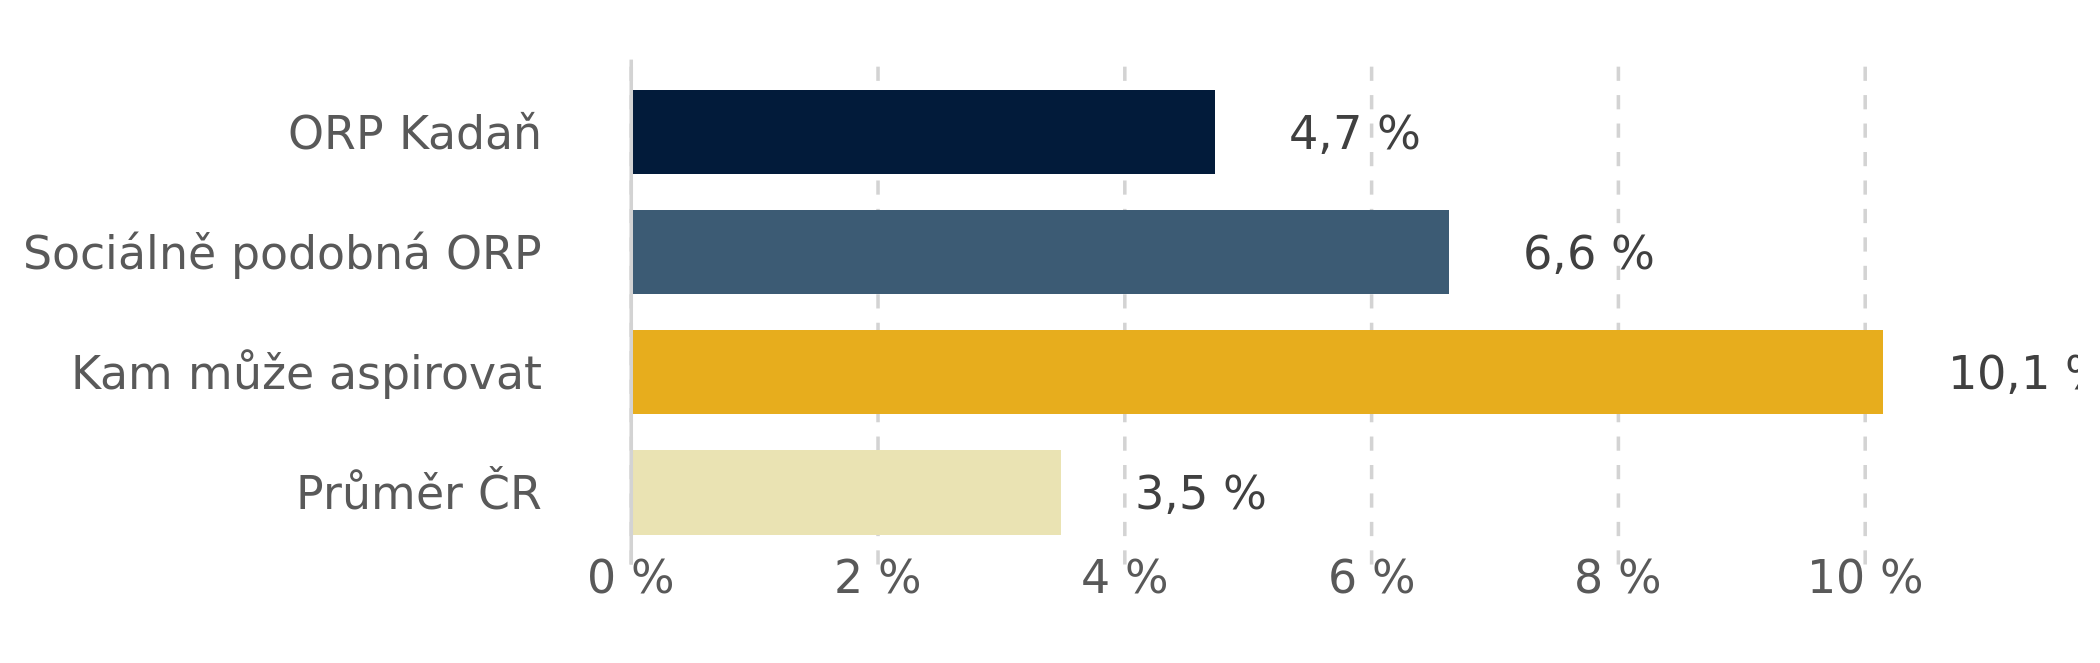 ORP Kadaň 4,7 %
Sociálně podobná ORP 6,6 %
Kam může aspirovat 10,1 %
Průměr ČR 3,5 %
0 % 2 % 4 % 6 % 8 % 10 %